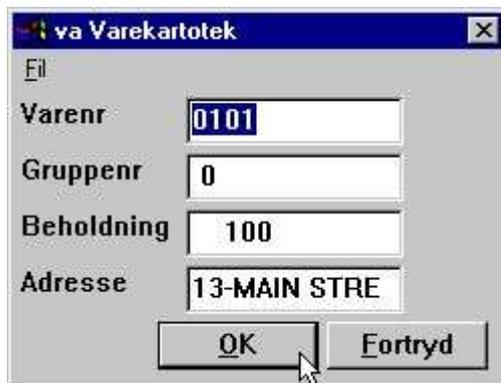 va Varekartotek
Fil
Varenr 0101
Gruppenr 0
Beholdning 100
Adresse 13-MAIN STRE
OK Fortryd